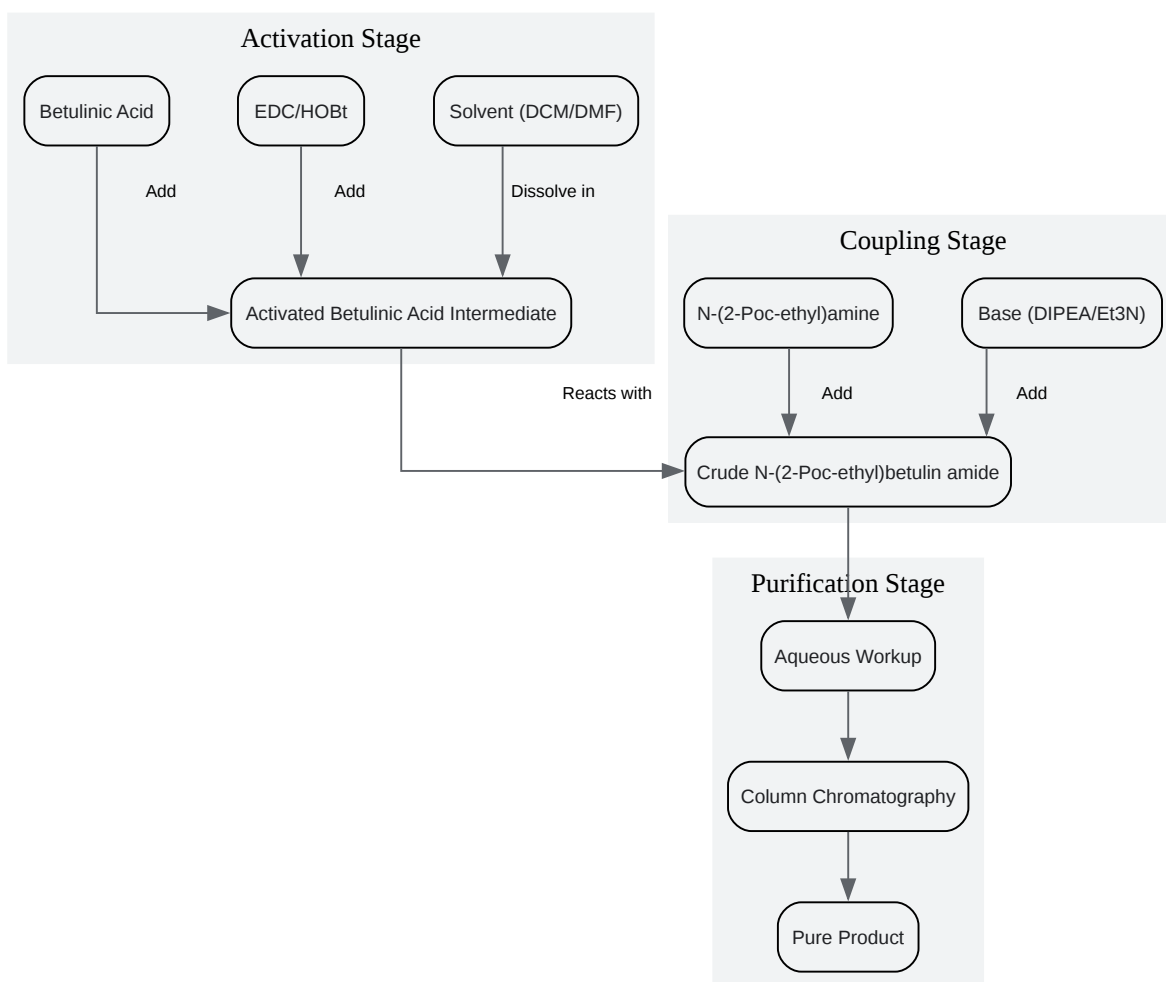 Activation Stage
Betulinic Acid
EDC/HOBt
Solvent (DCM/DMF)
Add
Add
Dissolve in
Activated Betulinic Acid Intermediate
Reacts with
Coupling Stage
N-(2-Poc-ethyl)amine
Base (DIPEA/Et3N)
Add
Add
Crude N-(2-Poc-ethyl)betulin amide
Purification Stage
Aqueous Workup
Column Chromatography
Pure Product